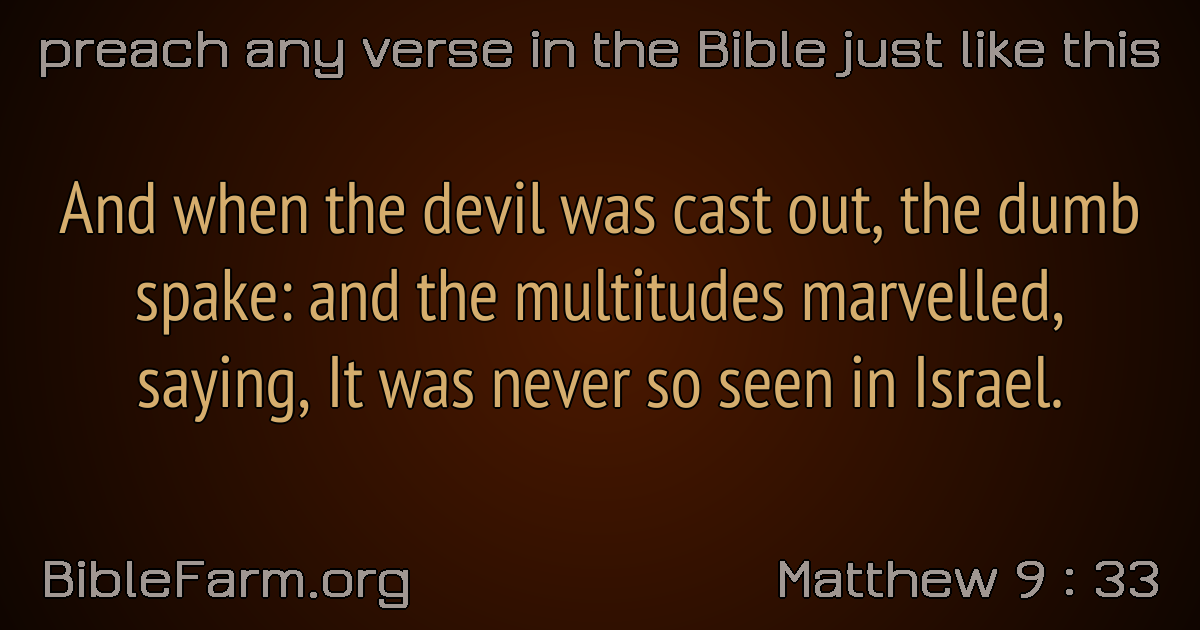 preach any verse in the Bible just like this
And when the devil was cast out, the dumb
spake: and the multitudes marvelled,
saying, It was never so seen in Israel.
BibleFarm.org
Matthew 9 : 33